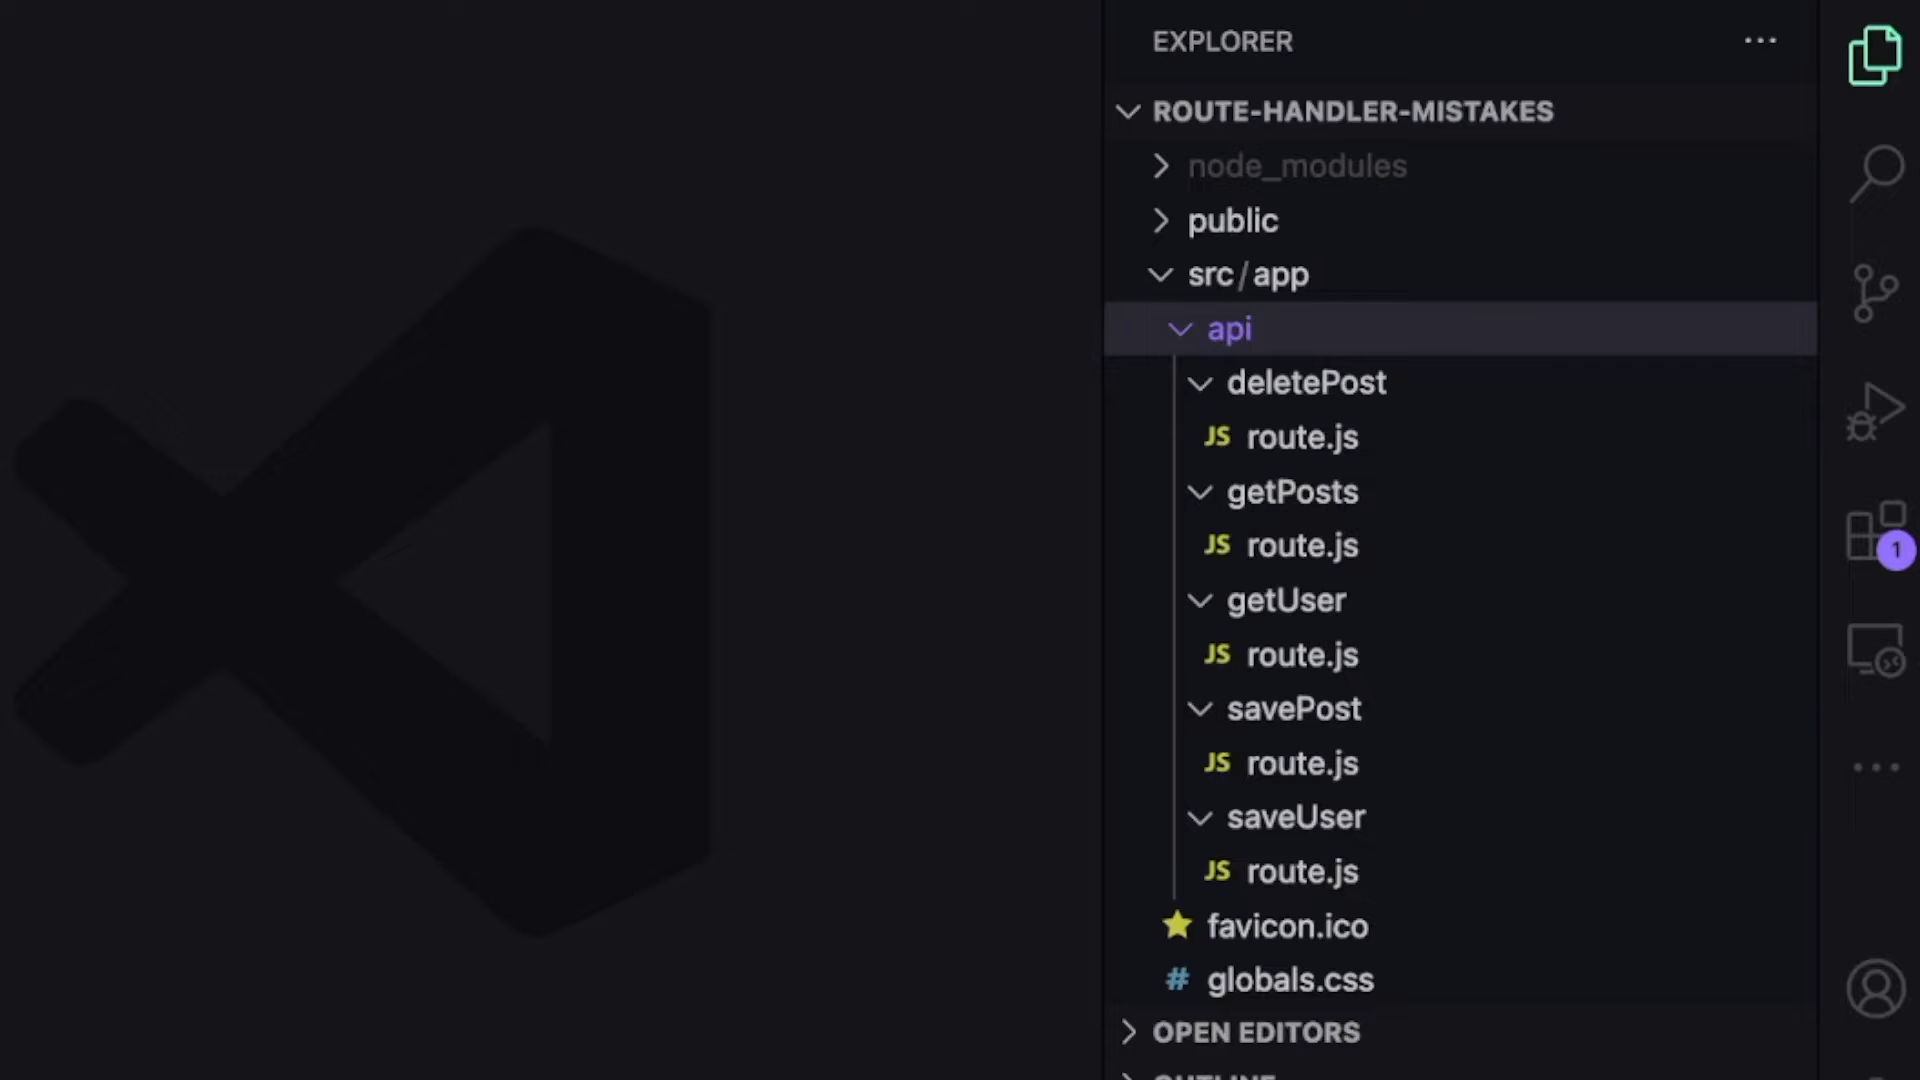 EXPLORER
ROUTE-HANDLER-MISTAKES
node_modules
public
src/app
api
deletePost
JS route.js
getPosts
JS route.js
getUser
JS route.js
savePost
JS route.js
saveUser
JS route.js
favicon.ico
# globals.css
OPEN EDITORS
OUTLINE
1